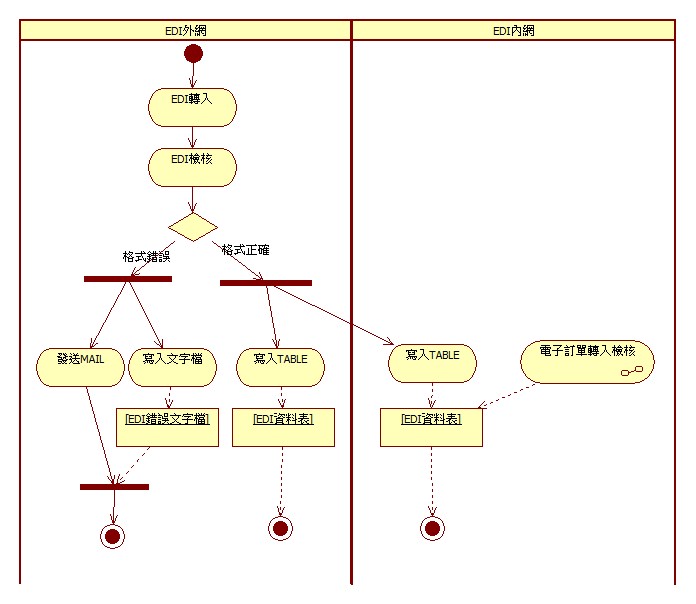 EDI外網
EDI內網
EDI轉入
EDI檢核
格式錯誤
格式正確
發送MAIL
寫入文字檔
寫入TABLE
寫入TABLE
電子訂單轉入檢核
[EDI錯誤文字檔]
[EDI資料表]
[EDI資料表]